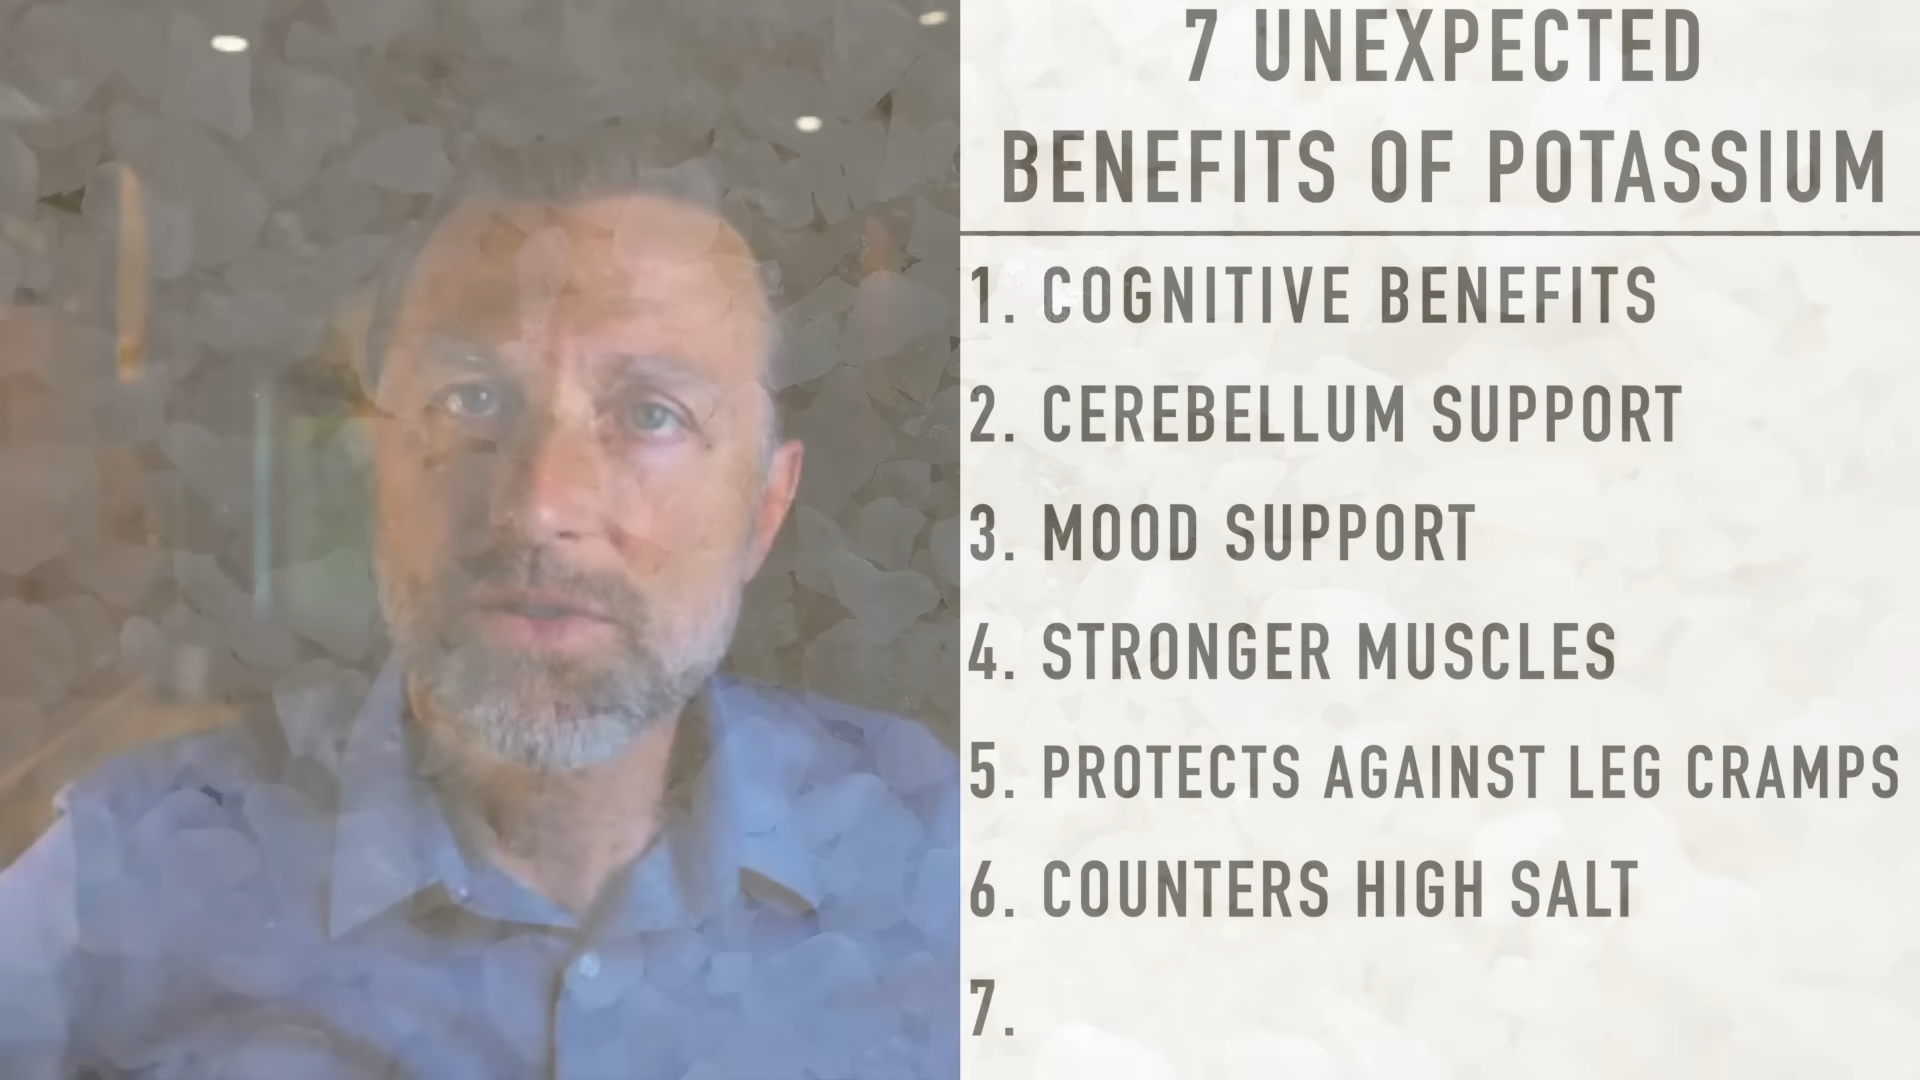 7 UNEXPECTED
BENEFITS OF POTASSIUM
1. COGNITIVE BENEFITS
2. CEREBELLUM SUPPORT
3. MOOD SUPPORT
4. STRONGER MUSCLES
5. PROTECTS AGAINST LEG CRAMPS
6. COUNTERS HIGH SALT
7.